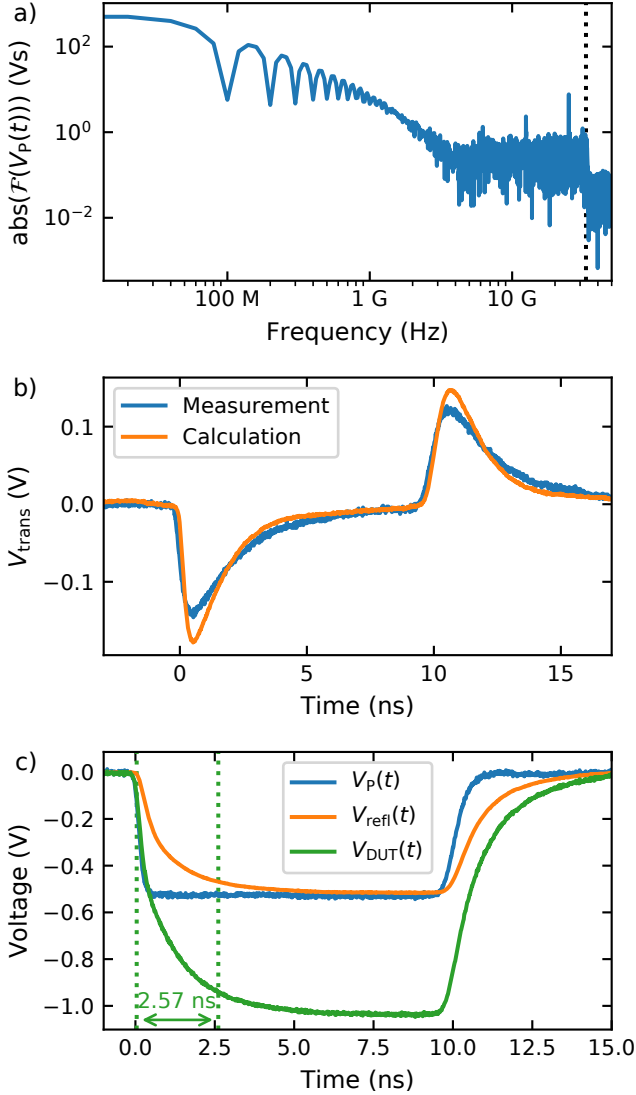 a)
abs(𝓕(V_P(t))) (Vs)
10^2
10^0
10^−2
100 M
1 G
10 G
Frequency (Hz)
b)
Measurement
Calculation
V_trans (V)
0.1
0.0
−0.1
0
5
10
15
Time (ns)
c)
V_P(t)
V_refl(t)
V_DUT(t)
Voltage (V)
0.0
−0.2
−0.4
−0.6
−0.8
−1.0
2.57 ns
0.0
2.5
5.0
7.5
10.0
12.5
15.0
Time (ns)